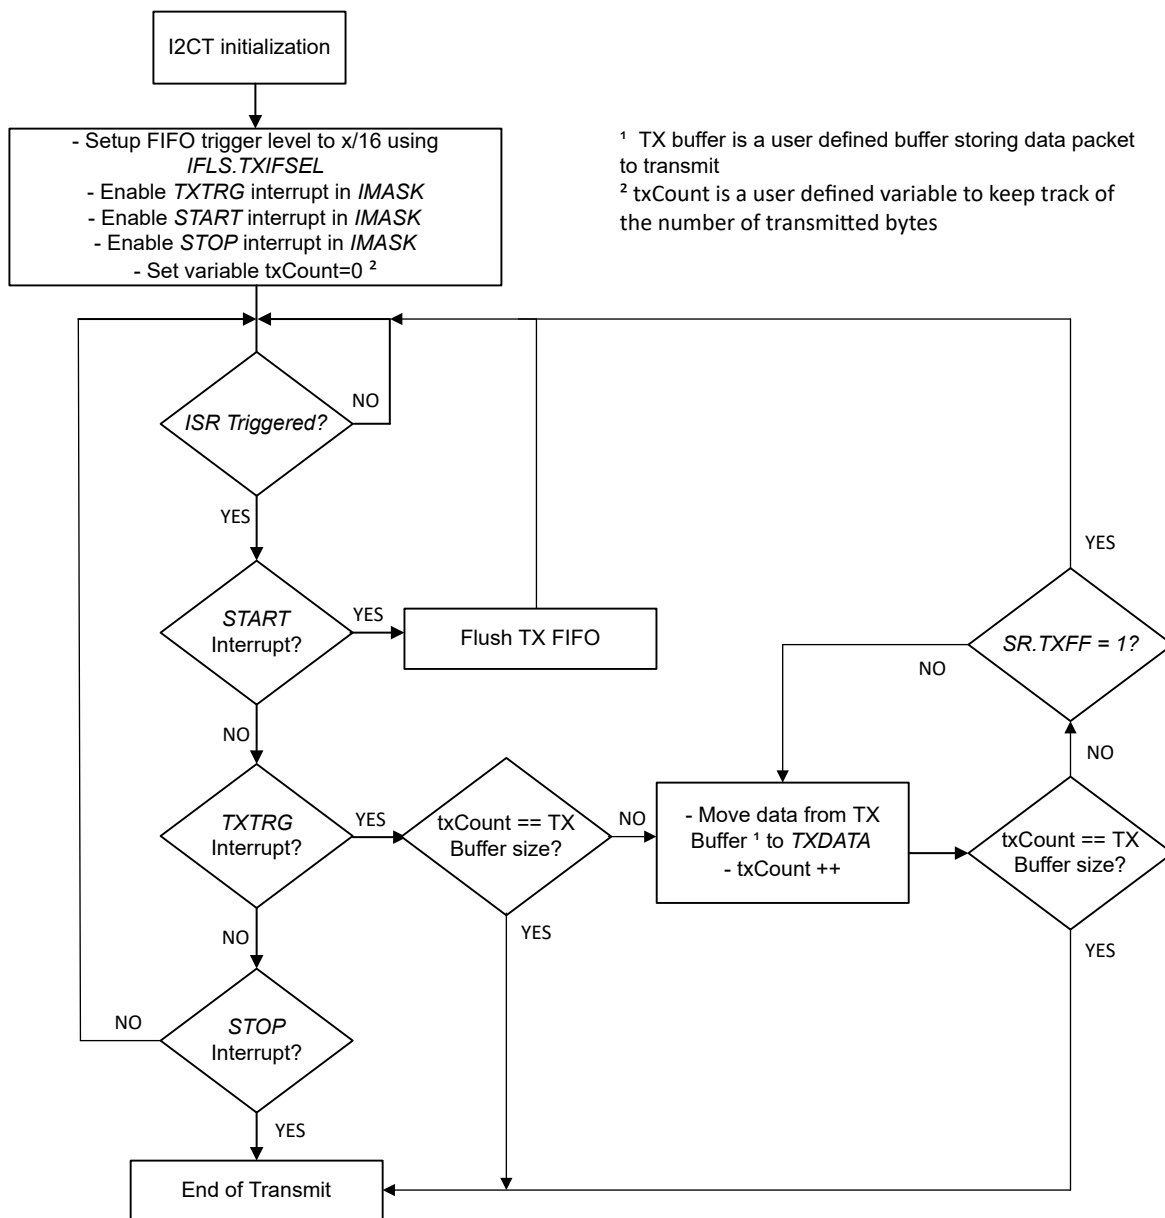 I2CT initialization
- Setup FIFO trigger level to x/16 using
IFLS.TXIFSEL
- Enable TXTRG interrupt in IMASK
- Enable START interrupt in IMASK
- Enable STOP interrupt in IMASK
- Set variable txCount=0 ²
¹ TX buffer is a user defined buffer storing data packet
to transmit
² txCount is a user defined variable to keep track of
the number of transmitted bytes
ISR Triggered?
NO
YES
START
Interrupt?
YES
Flush TX FIFO
NO
TXTRG
Interrupt?
YES
txCount == TX
Buffer size?
NO
- Move data from TX
Buffer ¹ to TXDATA
- txCount ++
txCount == TX
Buffer size?
NO
SR.TXFF = 1?
YES
NO
YES
YES
NO
STOP
Interrupt?
NO
YES
End of Transmit